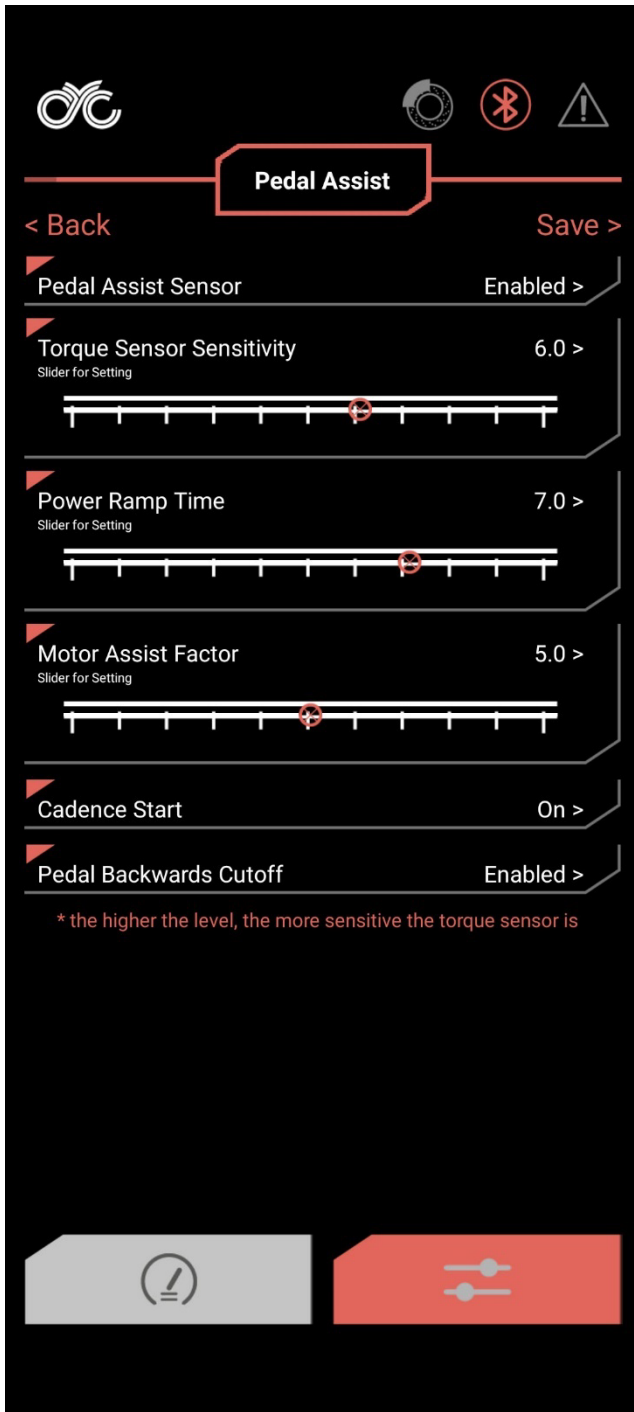 CYC
Pedal Assist
< Back Save >
Pedal Assist Sensor Enabled >
Torque Sensor Sensitivity 6.0 >
Slider for Setting
Power Ramp Time 7.0 >
Slider for Setting
Motor Assist Factor 5.0 >
Slider for Setting
Cadence Start On >
Pedal Backwards Cutoff Enabled >
* the higher the level, the more sensitive the torque sensor is